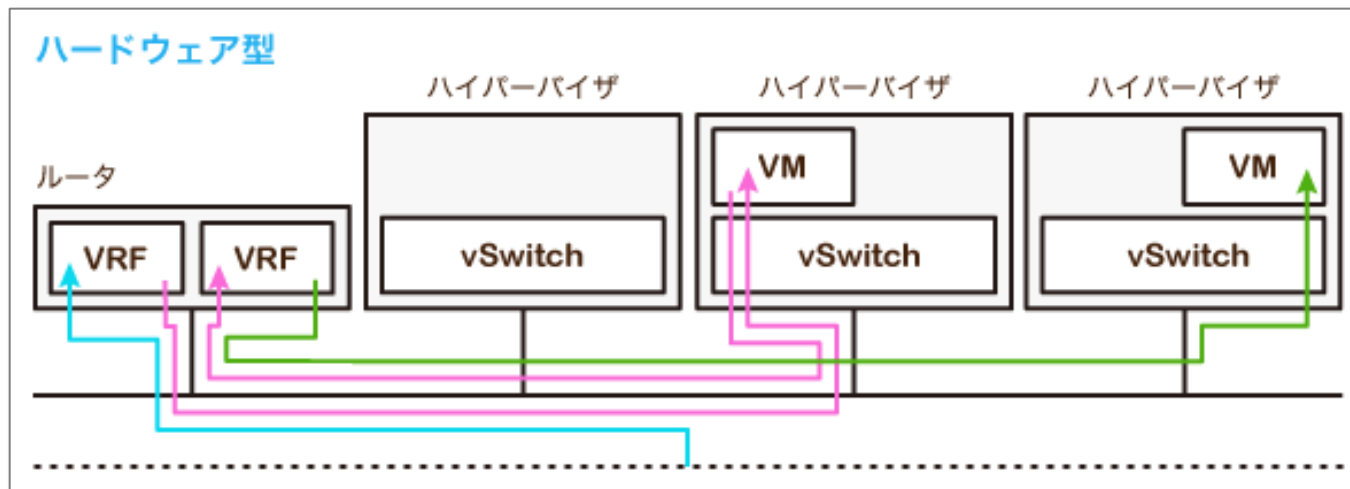 ハードウェア型
ハイパーバイザ
ハイパーバイザ
ハイパーバイザ
VM
VM
ルータ
VRF
VRF
vSwitch
vSwitch
vSwitch